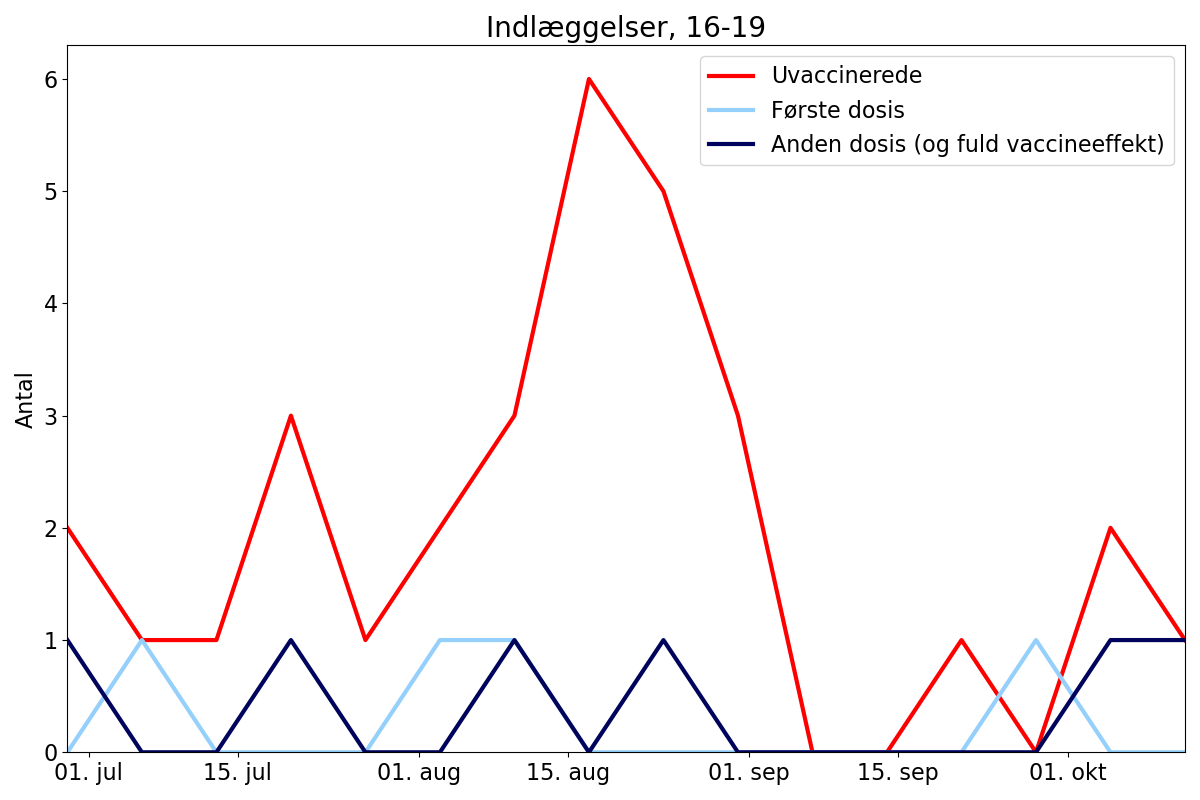 Indlæggelser, 16-19
Uvaccinerede
Første dosis
Anden dosis (og fuld vaccineeffekt)
Antal
6
5
4
3
2
1
0
01. jul 15. jul 01. aug 15. aug 01. sep 15. sep 01. okt